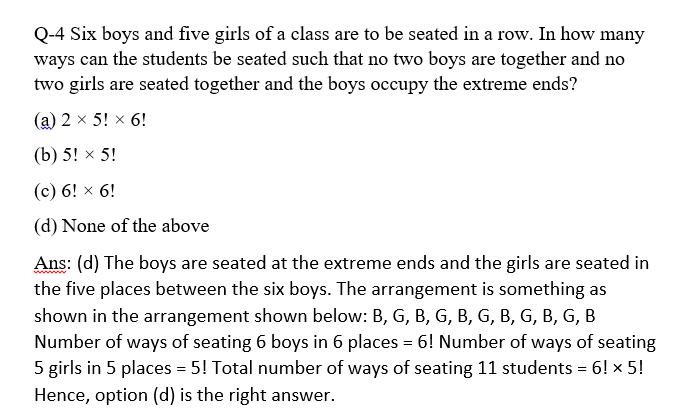 Q-4 Six boys and five girls of a class are to be seated in a row. In how many
ways can the students be seated such that no two boys are together and no
two girls are seated together and the boys occupy the extreme ends?
(a) 2 × 5! × 6!
(b) 5! × 5!
(c) 6! × 6!
(d) None of the above
Ans: (d) The boys are seated at the extreme ends and the girls are seated in
the five places between the six boys. The arrangement is something as
shown in the arrangement shown below: B, G, B, G, B, G, B, G, B, G, B
Number of ways of seating 6 boys in 6 places = 6! Number of ways of seating
5 girls in 5 places = 5! Total number of ways of seating 11 students = 6! × 5!
Hence, option (d) is the right answer.